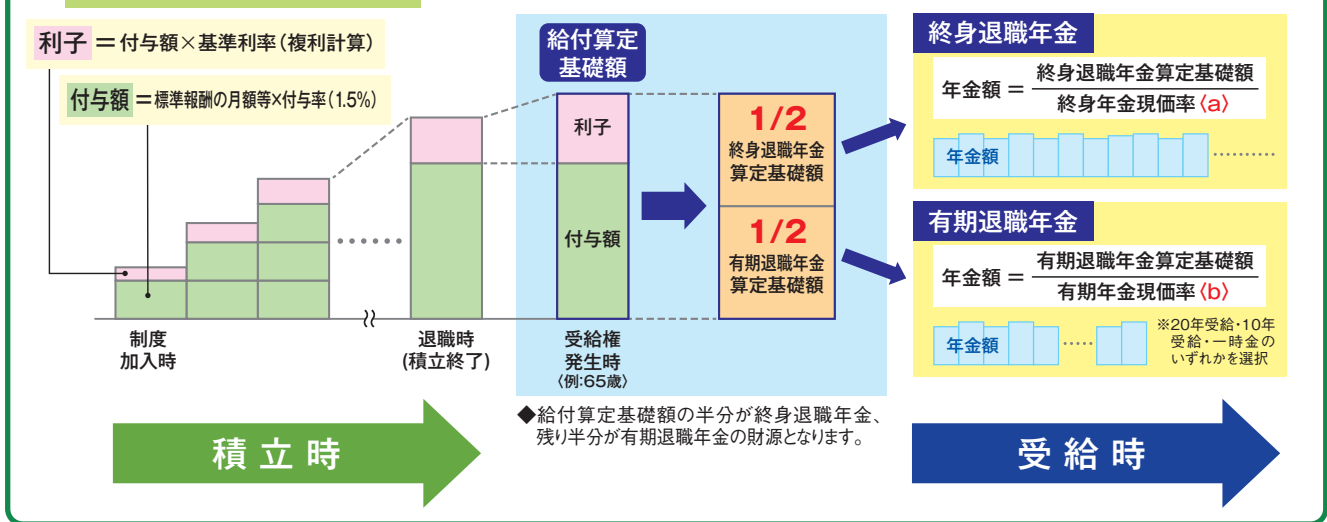 利子＝付与額×基準利率（複利計算）
付与額＝標準報酬の月額等×付与率（1.5%）
制度
加入時
退職時
(積立終了)
給付算定
基礎額
利子
付与額
受給権
発生時
〈例:65歳〉
1/2
終身退職年金
算定基礎額
1/2
有期退職年金
算定基礎額
◆給付算定基礎額の半分が終身退職年金、
残り半分が有期退職年金の財源となります。
終身退職年金
年金額＝終身退職年金算定基礎額
終身年金現価率〈a〉
年金額
有期退職年金
年金額＝有期退職年金算定基礎額
有期年金現価率〈b〉
年金額
※20年受給・10年
受給・一時金の
いずれかを選択
積立時
受給時